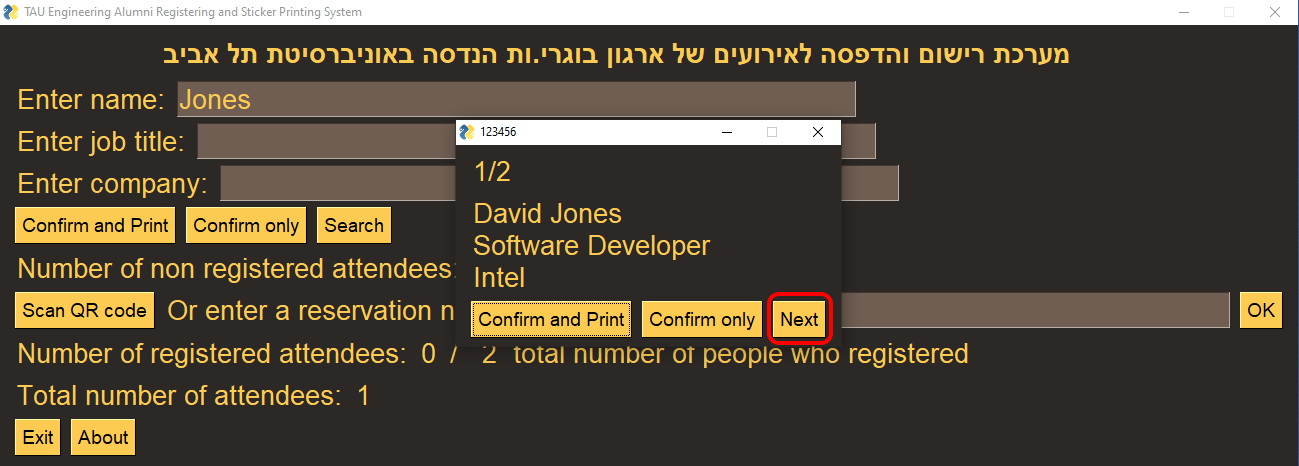 TAU Engineering Alumni Registering and Sticker Printing System
מערכת רישום והדפסה לאירועים של ארגון בוגרי.ות הנדסה באוניברסיטת תל אביב
Enter name: Jones
Enter job title:
Enter company:
Confirm and Print Confirm only Search
Number of non registered attendees:
Scan QR code Or enter a reservation n OK
Number of registered attendees: 0 / 2 total number of people who registered
Total number of attendees: 1
Exit About
123456
1/2
David Jones
Software Developer
Intel
Confirm and Print Confirm only Next